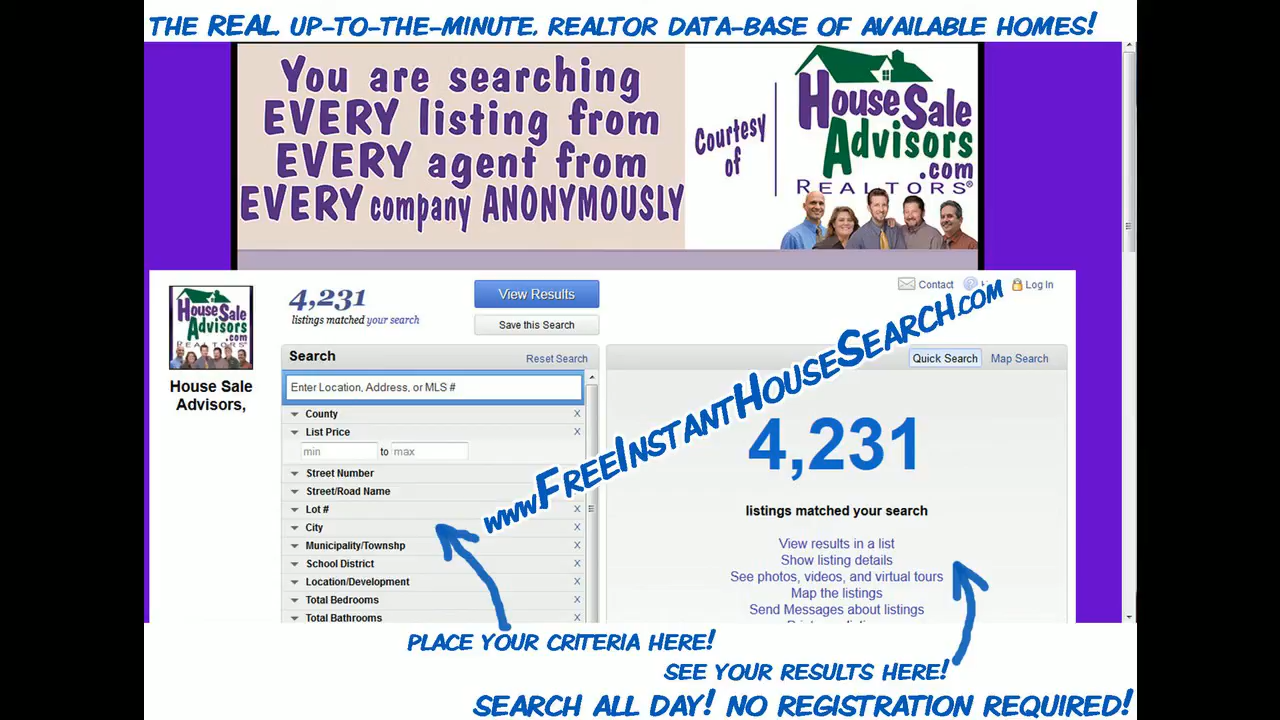 THE REAL, UP-TO-THE-MINUTE, REALTOR DATA-BASE OF AVAILABLE HOMES!
You are searching
EVERY listing from
EVERY agent from
EVERY company ANONYMOUSLY
Courtesy
of
House Sale
Advisors
.com
REALTORS®
House Sale
Advisors
.com
REALTORS
House Sale
Advisors,
4,231
listings matched your search
View Results
Save this Search
Contact
Log In
Search
Reset Search
Quick Search
Map Search
Enter Location, Address, or MLS #
County X
List Price X
min to max
Street Number
Street/Road Name
Lot # X
City X
Municipality/Townshp X
School District X
Location/Development X
Total Bedrooms X
Total Bathrooms X
www.FreeInstantHouseSearch.com
4,231
listings matched your search
View results in a list
Show listing details
See photos, videos, and virtual tours
Map the listings
Send Messages about listings
PLACE YOUR CRITERIA HERE!
SEE YOUR RESULTS HERE!
SEARCH ALL DAY! NO REGISTRATION REQUIRED!